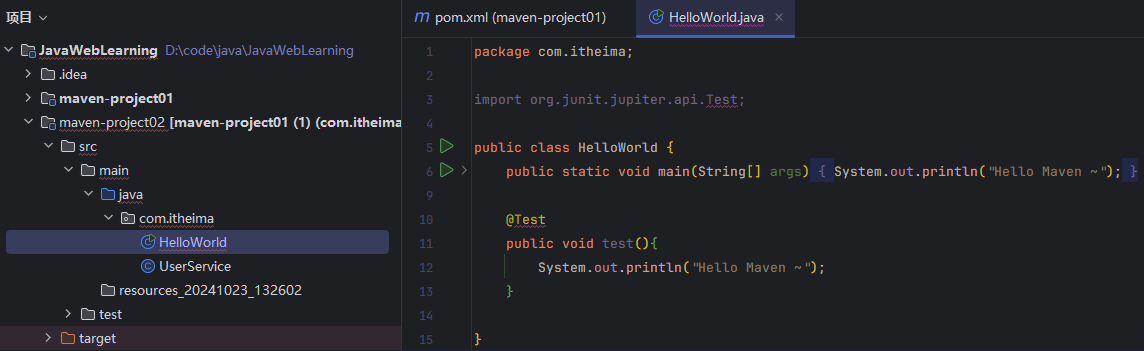 项目
JavaWebLearning D:\code\java\JavaWebLearning
.idea
maven-project01
maven-project02 [maven-project01 (1) (com.itheima
src
main
java
com.itheima
HelloWorld
UserService
resources_20241023_132602
test
target
m pom.xml (maven-project01)
HelloWorld.java
1 package com.itheima;
2
3 import org.junit.jupiter.api.Test;
4
5 public class HelloWorld {
6 public static void main(String[] args) { System.out.println("Hello Maven ~"); }
9
10 @Test
11 public void test(){
12 System.out.println("Hello Maven ~");
13 }
14
15 }